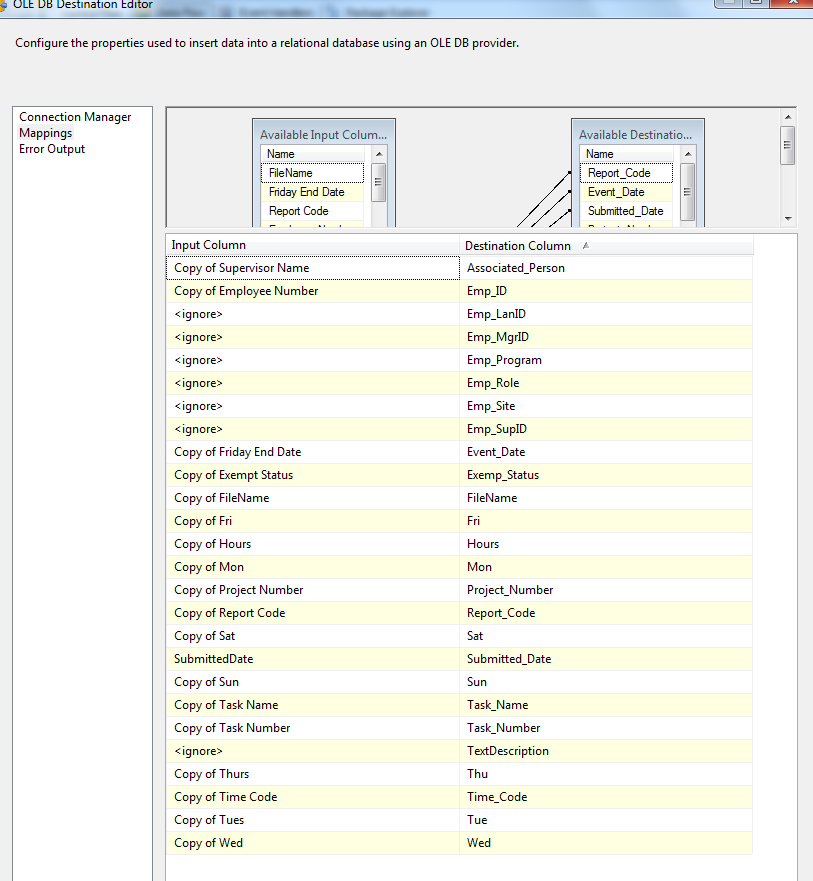 OLE DB Destination Editor
Configure the properties used to insert data into a relational database using an OLE DB provider.
Connection Manager
Mappings
Error Output
Available Input Colum...
Name
FileName
Friday End Date
Report Code
Available Destinatio...
Name
Report_Code
Event_Date
Submitted_Date
Input Column Destination Column
Copy of Supervisor Name Associated_Person
Copy of Employee Number Emp_ID
<ignore> Emp_LanID
<ignore> Emp_MgrID
<ignore> Emp_Program
<ignore> Emp_Role
<ignore> Emp_Site
<ignore> Emp_SupID
Copy of Friday End Date Event_Date
Copy of Exempt Status Exemp_Status
Copy of FileName FileName
Copy of Fri Fri
Copy of Hours Hours
Copy of Mon Mon
Copy of Project Number Project_Number
Copy of Report Code Report_Code
Copy of Sat Sat
SubmittedDate Submitted_Date
Copy of Sun Sun
Copy of Task Name Task_Name
Copy of Task Number Task_Number
<ignore> TextDescription
Copy of Thurs Thu
Copy of Time Code Time_Code
Copy of Tues Tue
Copy of Wed Wed